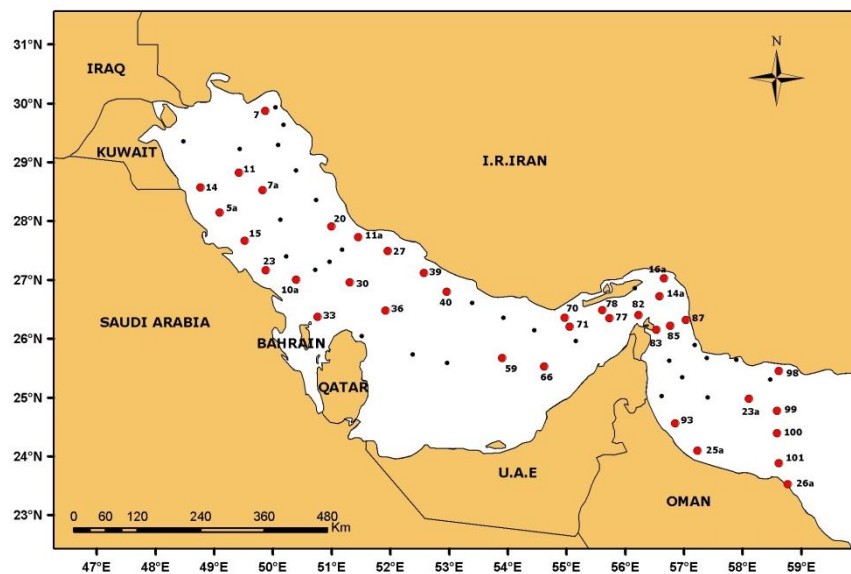 31°N
N
IRAQ
30°N
7
I.R.IRAN
29°N
KUWAIT
11
14
7a
28°N
5a
20
15
11a
27
27°N
23
39
16a
10a
30
40
14a
SAUDI ARABIA
33
36
70
78
82
87
26°N
BAHRAIN
71
77
83
85
QATAR
59
66
98
25°N
23a
99
93
100
24°N
25a
101
U.A.E
26a
OMAN
23°N
0 60 120 240 360 480
Km
47°E 48°E 49°E 50°E 51°E 52°E 53°E 54°E 55°E 56°E 57°E 58°E 59°E